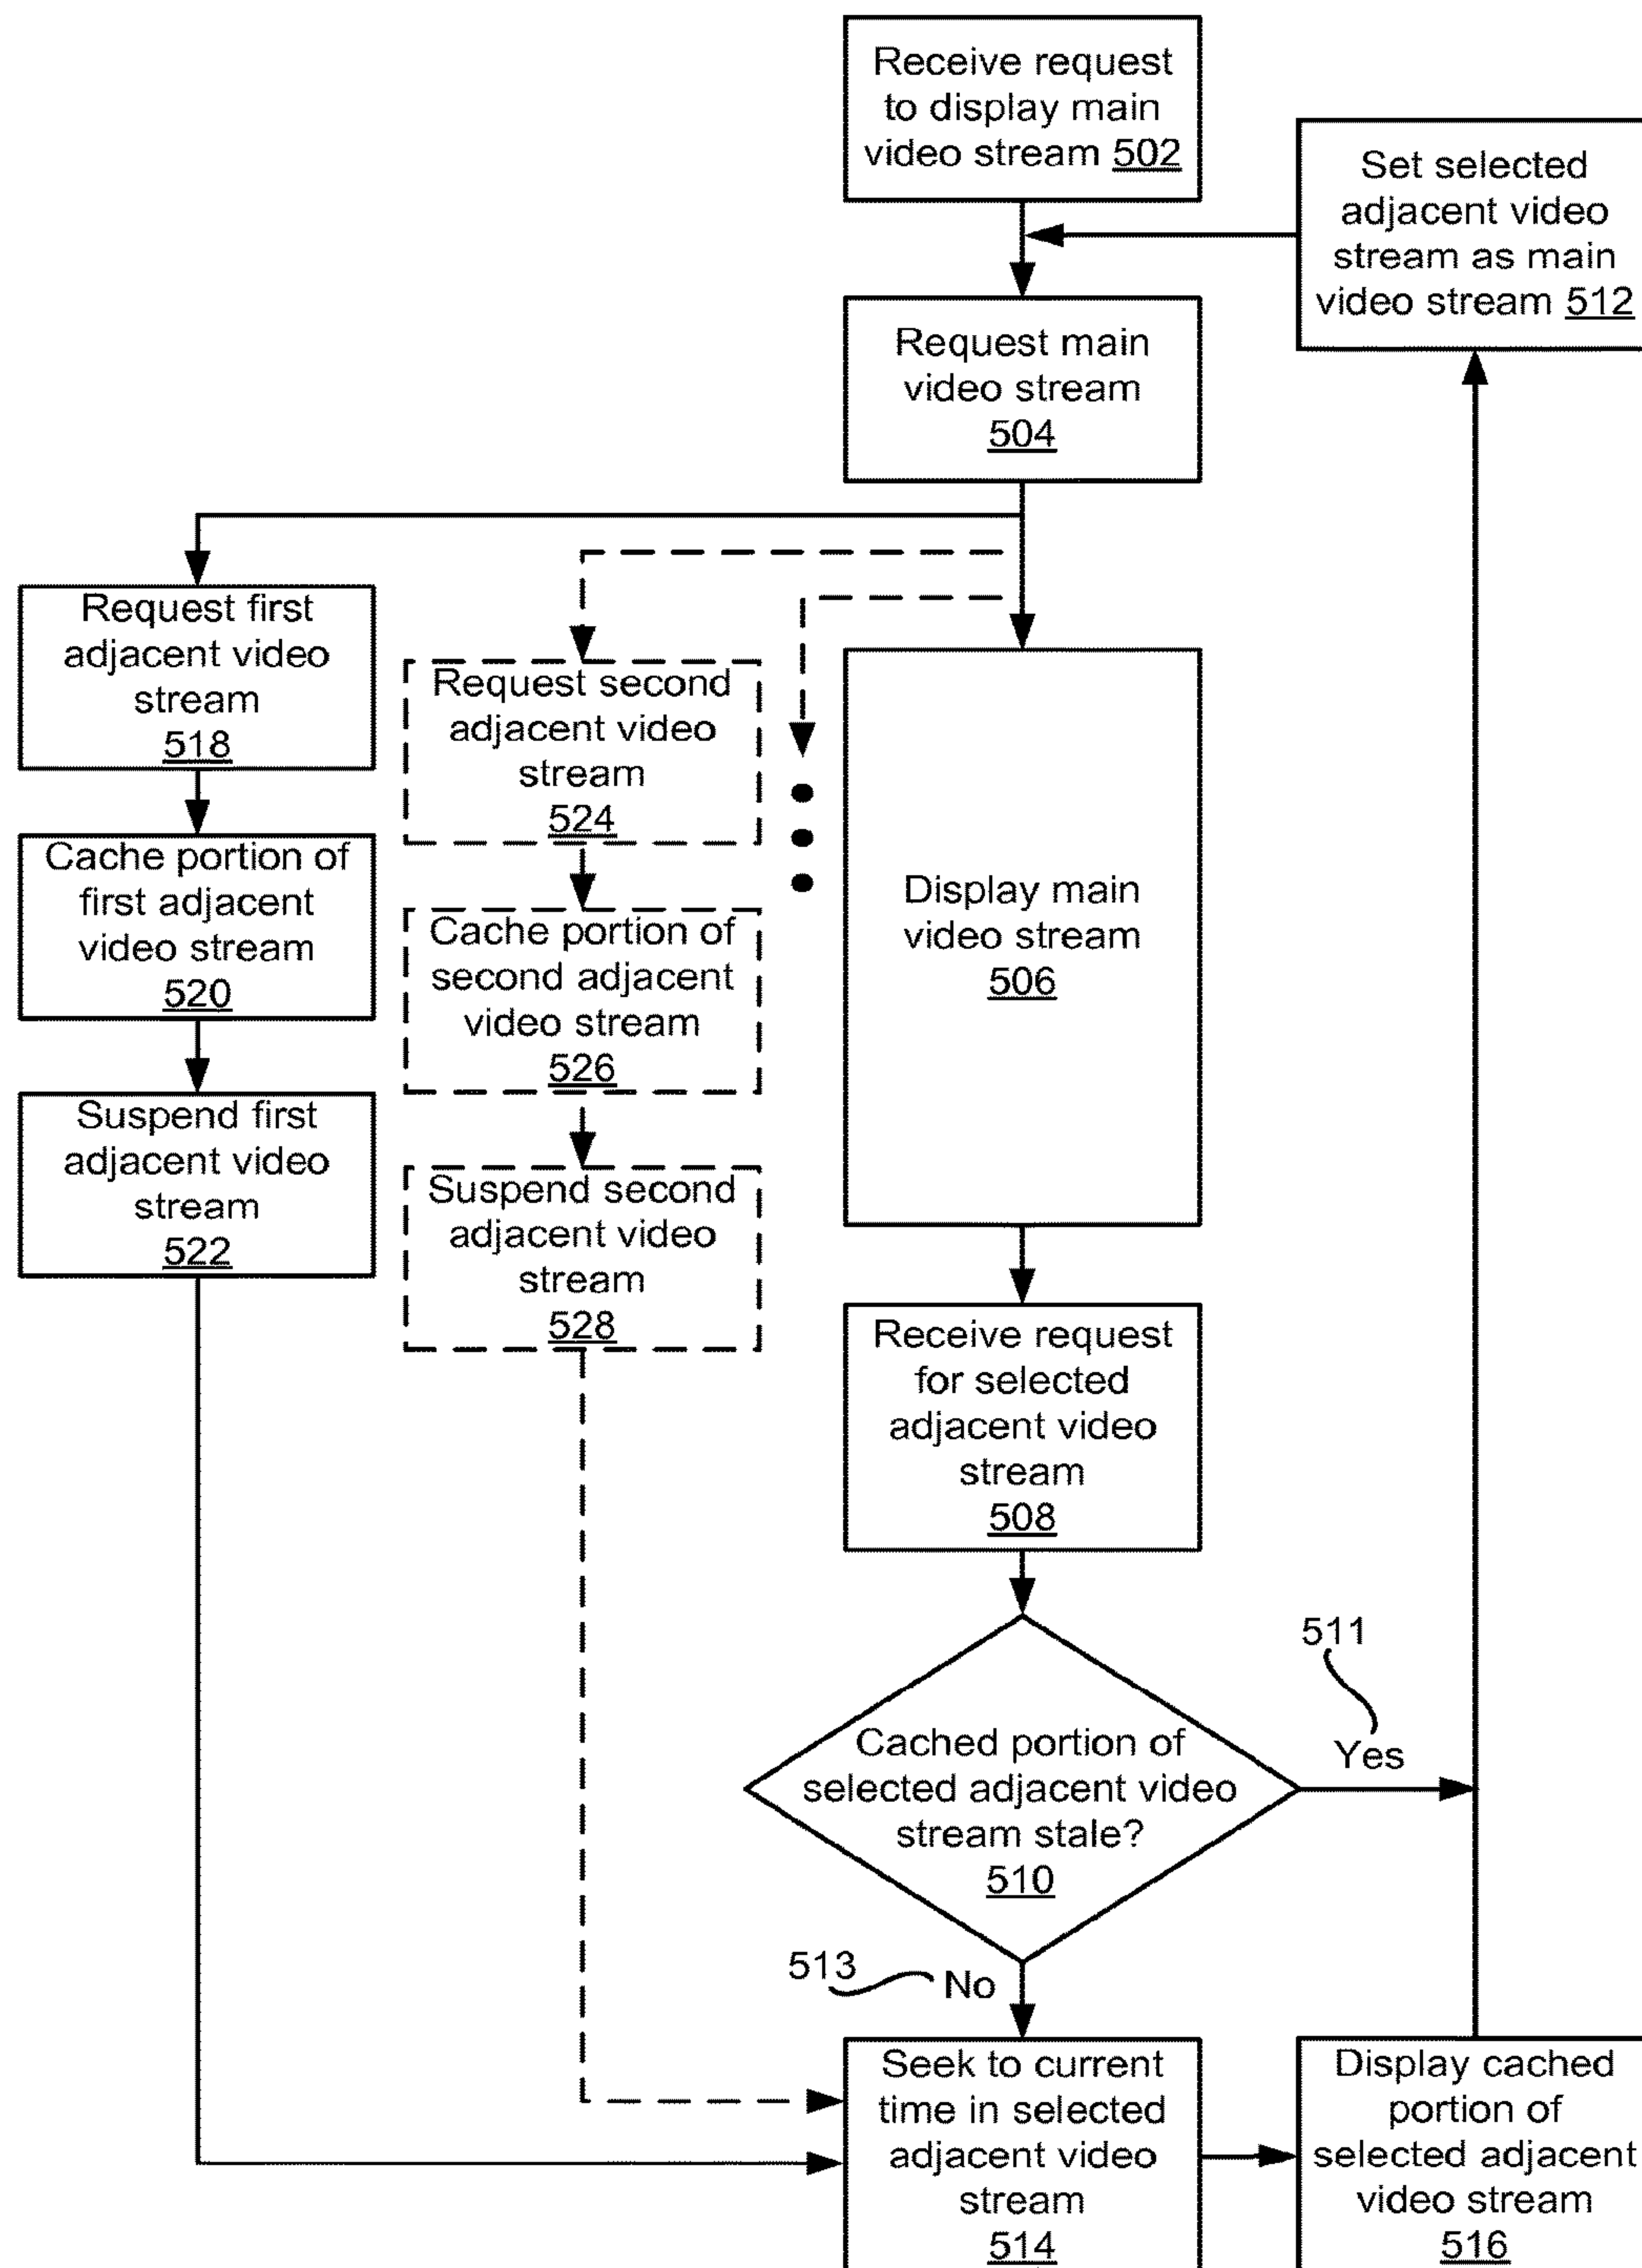 Receive request
to display main
video stream 502
Set selected
adjacent video
stream as main
video stream 512
Request main
video stream
504
Request first
adjacent video
stream
518
Request second
adjacent video
stream
524
Cache portion of
first adjacent
video stream
520
Cache portion of
second adjacent
video stream
526
Display main
video stream
506
Suspend first
adjacent video
stream
522
Suspend second
adjacent video
stream
528
Receive request
for selected
adjacent video
stream
508
511
Yes
Cached portion of
selected adjacent video
stream stale?
510
513
No
Seek to current
time in selected
adjacent video
stream
514
Display cached
portion of
selected adjacent
video stream
516